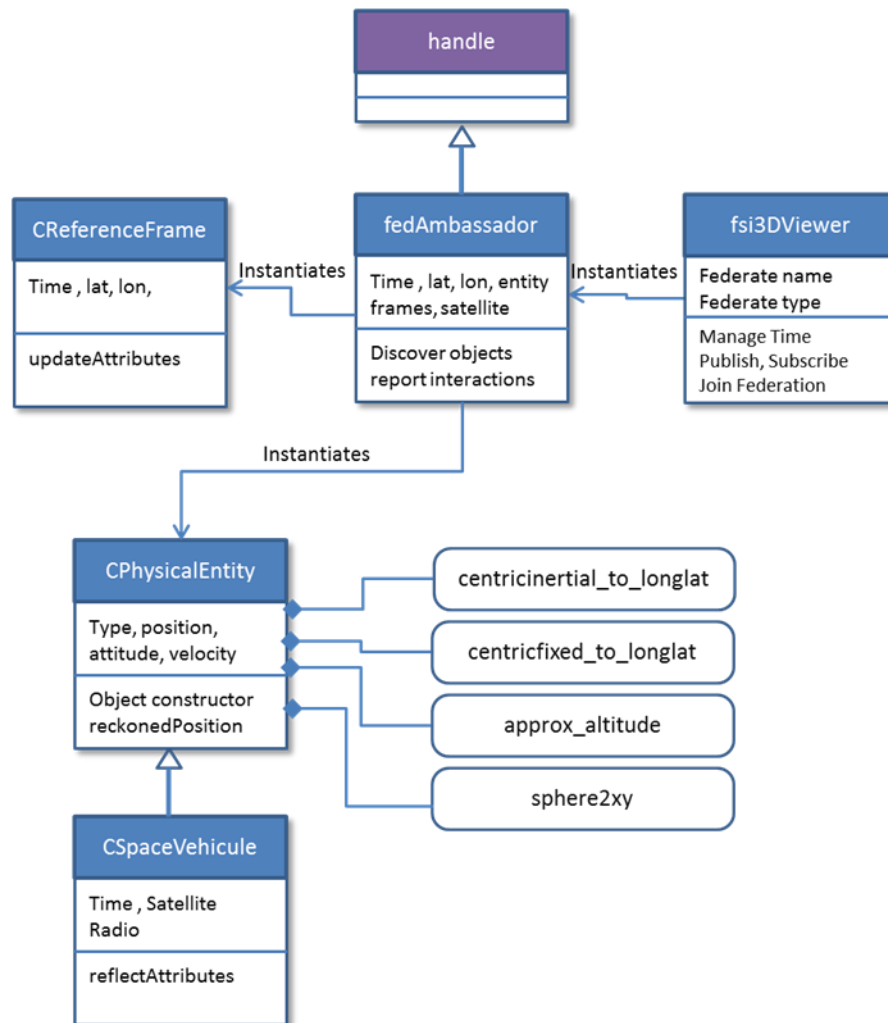 handle
CReferenceFrame
Time , lat, lon,
updateAttributes
Instantiates
fedAmbassador
Time , lat, lon, entity
frames, satellite
Discover objects
report interactions
Instantiates
fsi3DViewer
Federate name
Federate type
Manage Time
Publish, Subscribe
Join Federation
Instantiates
CPhysicalEntity
Type, position,
attitude, velocity
Object constructor
reckonedPosition
centricinertial_to_longlat
centricfixed_to_longlat
approx_altitude
sphere2xy
CSpaceVehicule
Time , Satellite
Radio
reflectAttributes